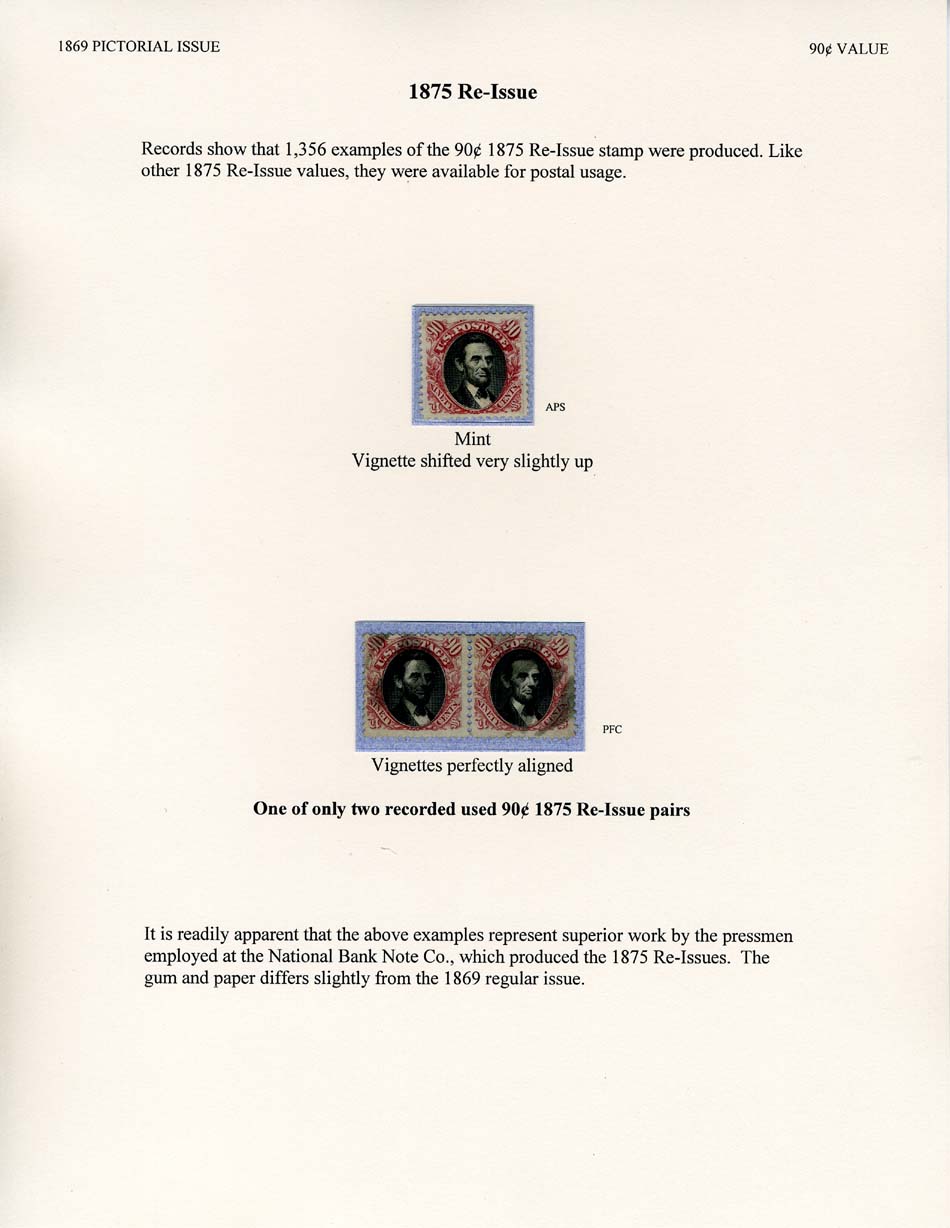 1869 PICTORIAL ISSUE
90¢ VALUE
1875 Re-Issue
Records show that 1,356 examples of the 90¢ 1875 Re-Issue stamp were produced. Like
other 1875 Re-Issue values, they were available for postal usage.
90 90
U.S. POSTAGE
NINETY CENTS
APS
Mint
Vignette shifted very slightly up
90 90 90 90
U.S. POSTAGE U.S. POSTAGE
NINETY CENTS NINETY CENTS
PFC
Vignettes perfectly aligned
One of only two recorded used 90¢ 1875 Re-Issue pairs
It is readily apparent that the above examples represent superior work by the pressmen
employed at the National Bank Note Co., which produced the 1875 Re-Issues.  The
gum and paper differs slightly from the 1869 regular issue.